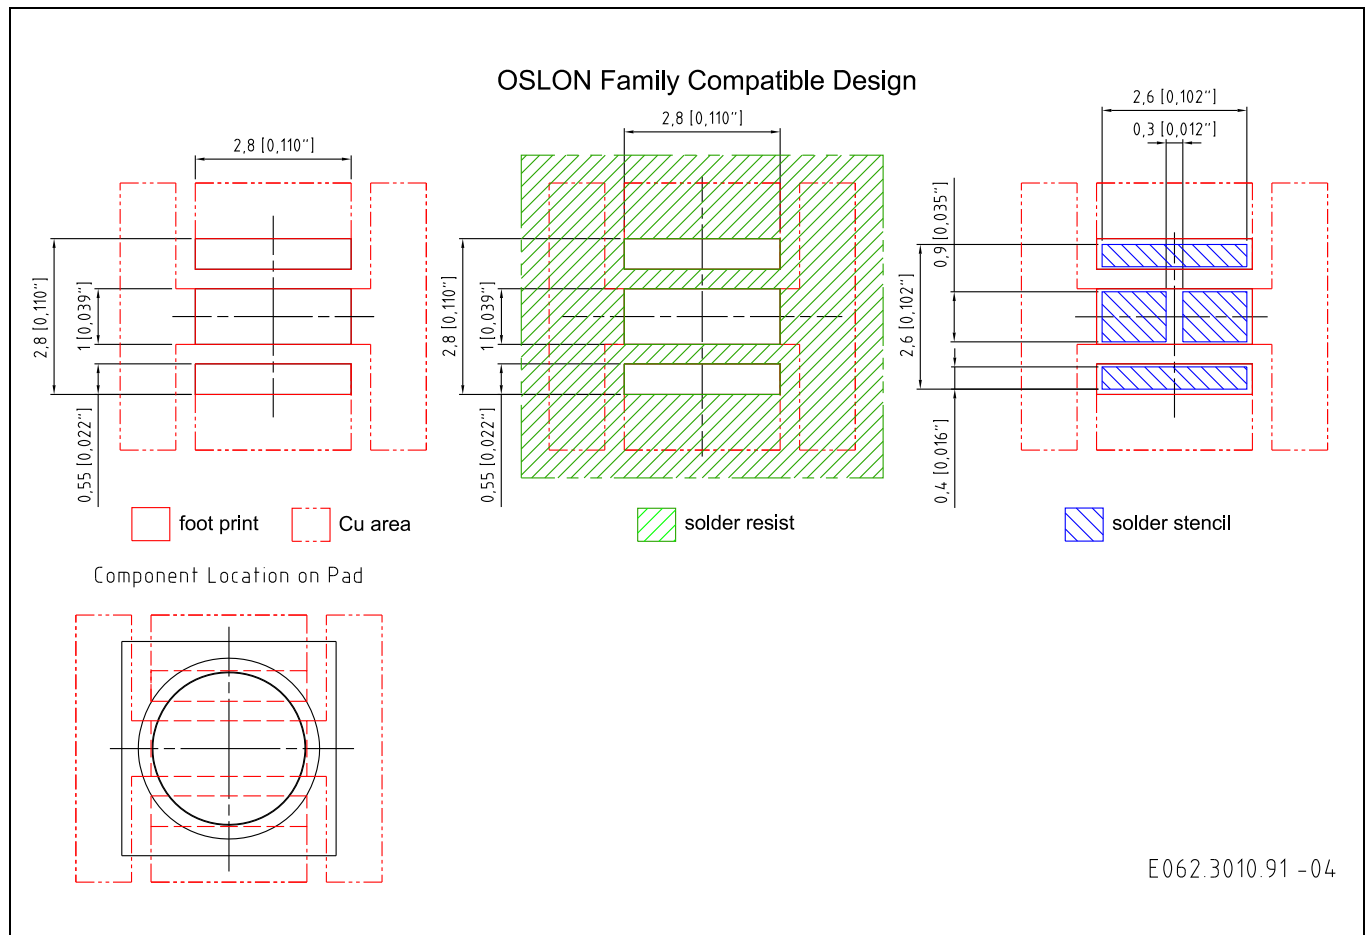 OSLON Family Compatible Design
2,8 [0,110"]
2,8 [0,110"]
1 [0,039"]
0,55 [0,022"]
2,8 [0,110"]
2,8 [0,110"]
1 [0,039"]
0,55 [0,022"]
2,6 [0,102"]
0,3 [0,012"]
0,9 [0,035"]
2,6 [0,102"]
0,4 [0,016"]
foot print
Cu area
solder resist
solder stencil
Component Location on Pad
E062.3010.91 -04